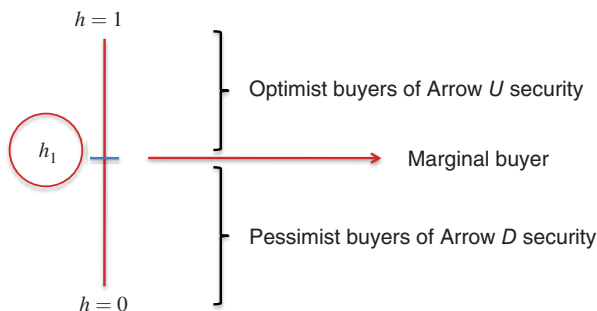 h = 1
Optimist buyers of Arrow U security
h₁
Marginal buyer
Pessimist buyers of Arrow D security
h = 0